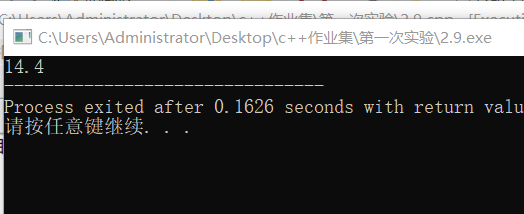 C:\Users\Administrator\Desktop\c++作业集\第一次实验\2.9.exe
14.4
--------------------------------
Process exited after 0.1626 seconds with return valu
请按任意键继续. . .